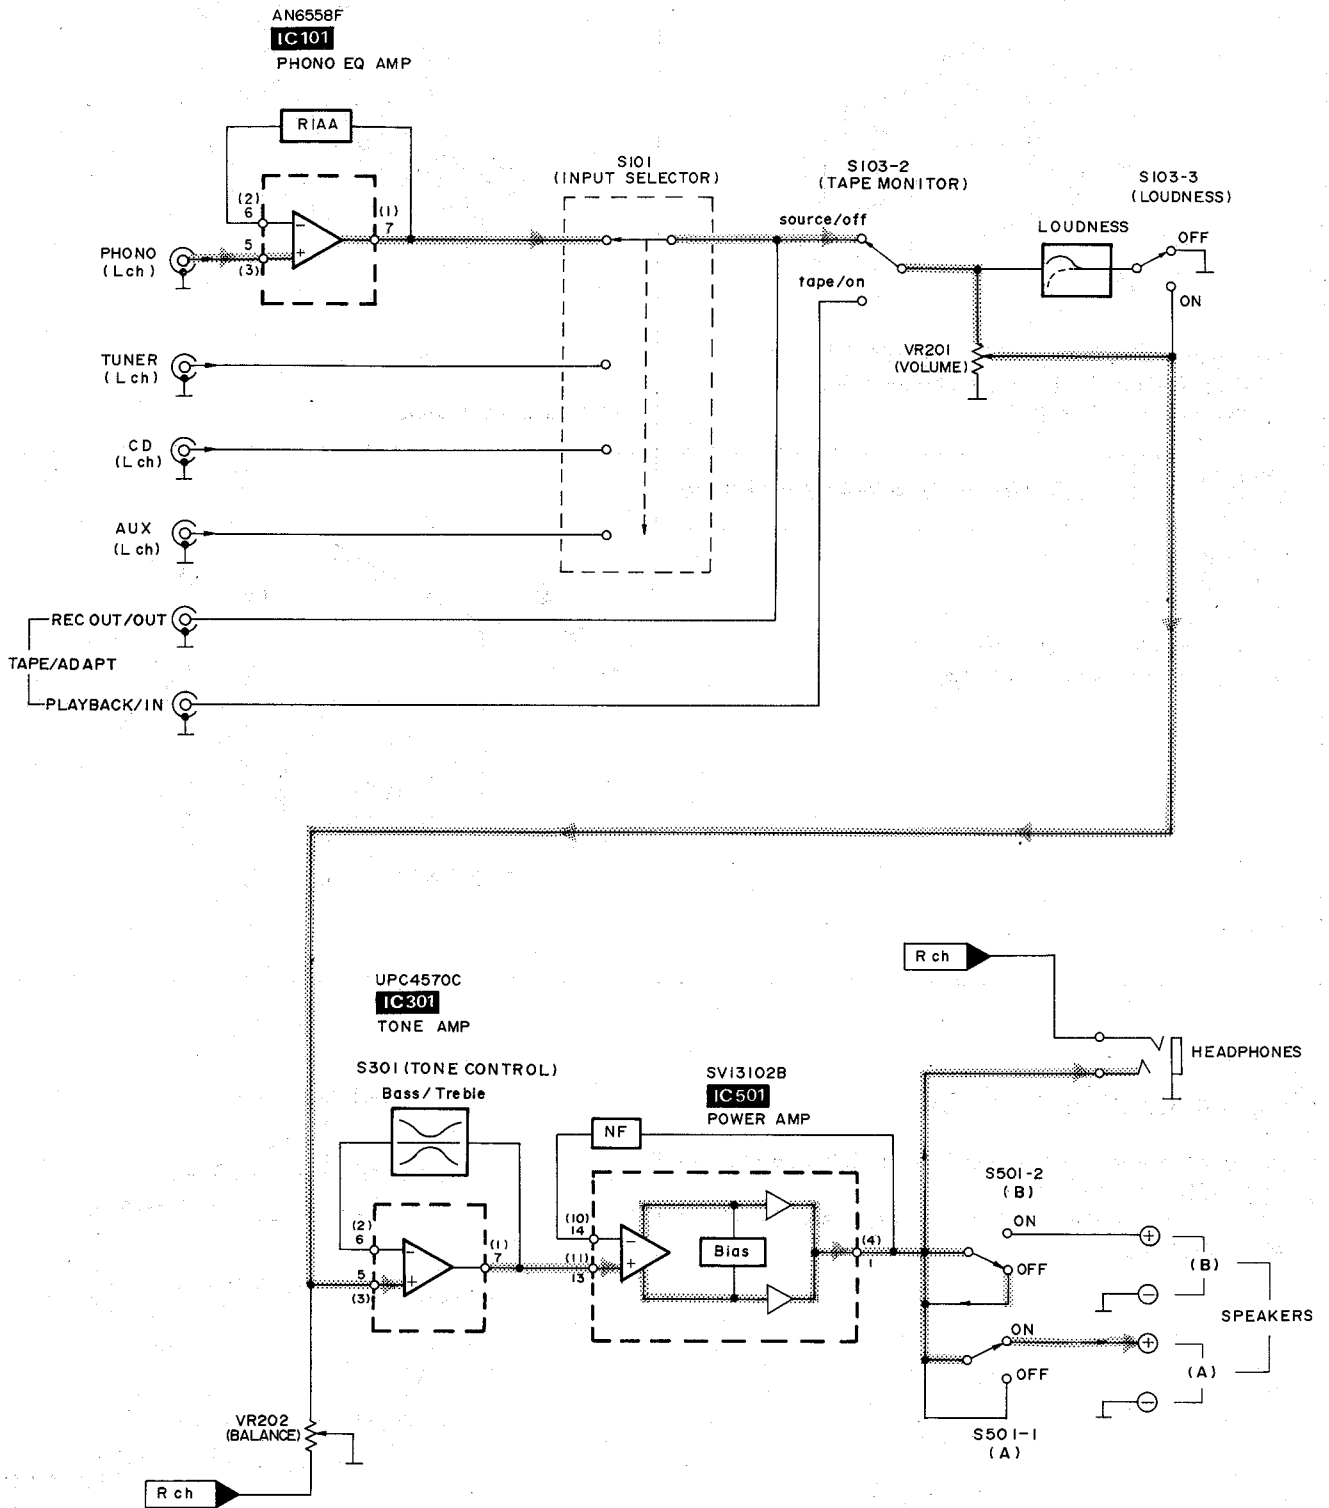 AN6558F
IC101
PHONO EQ AMP
RIAA
S101
(INPUT SELECTOR)
S103-2
(TAPE MONITOR)
S103-3
(LOUDNESS)
(2)
6
(1)
7
source/off
LOUDNESS
OFF
PHONO
(Lch)
5
(3)
-
+
tape/on
ON
TUNER
(Lch)
VR201
(VOLUME)
CD
(Lch)
AUX
(Lch)
REC OUT/OUT
TAPE/ADAPT
PLAYBACK/IN
R ch
UPC4570C
IC301
TONE AMP
HEADPHONES
S301 (TONE CONTROL)
Bass/Treble
SVI3102B
IC501
POWER AMP
NF
S501-2
(B)
(2)
6
(1)
7
-
+
5
(3)
(10)
14
(11)
13
-
+
Bias
(4)
1
ON
OFF
+
-
(B)
SPEAKERS
ON
OFF
+
-
(A)
S501-1
(A)
VR202
(BALANCE)
R ch